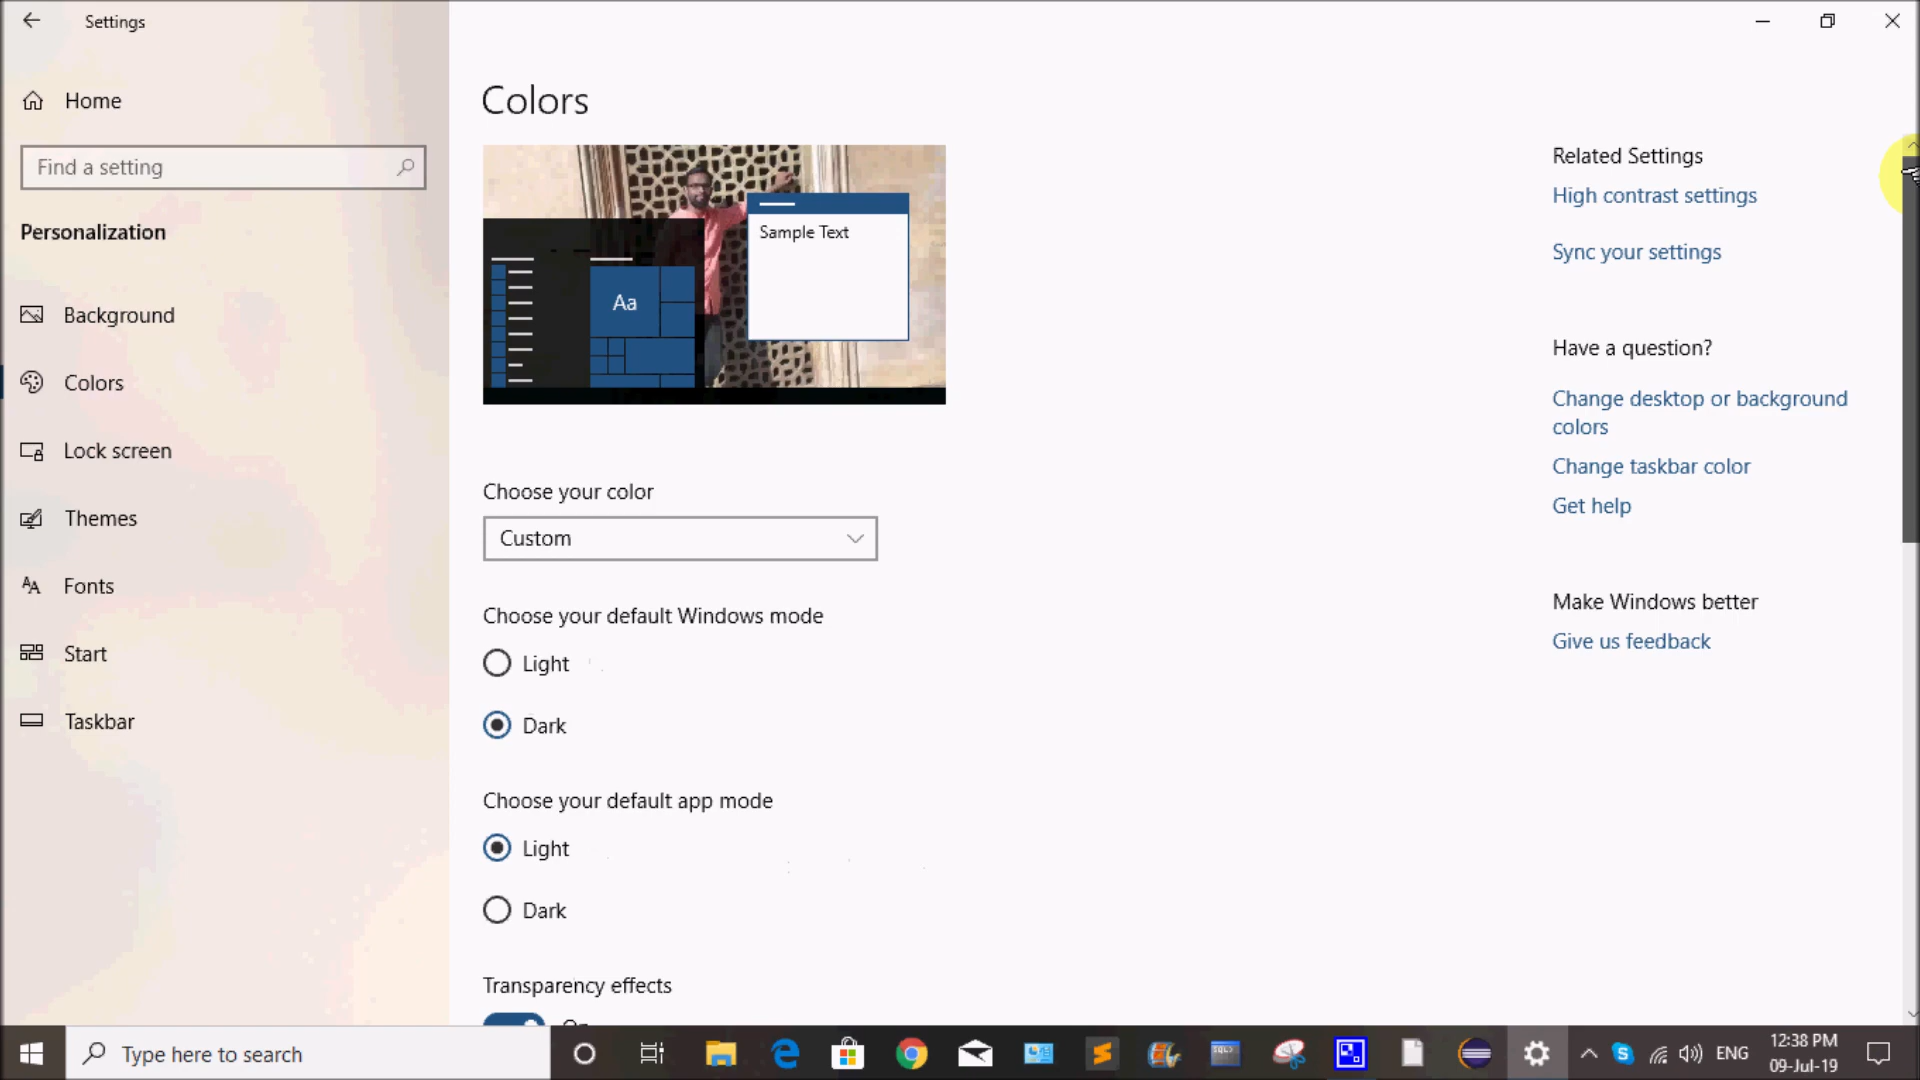 Settings
Home
Find a setting
Personalization
Background
Colors
Lock screen
Themes
Fonts
Start
Taskbar
Colors
Sample Text
Aa
Choose your color
Custom
Choose your default Windows mode
Light
Dark
Choose your default app mode
Light
Dark
Transparency effects
Related Settings
High contrast settings
Sync your settings
Have a question?
Change desktop or background
colors
Change taskbar color
Get help
Make Windows better
Give us feedback
Type here to search
ENG
12:38 PM
09-Jul-19